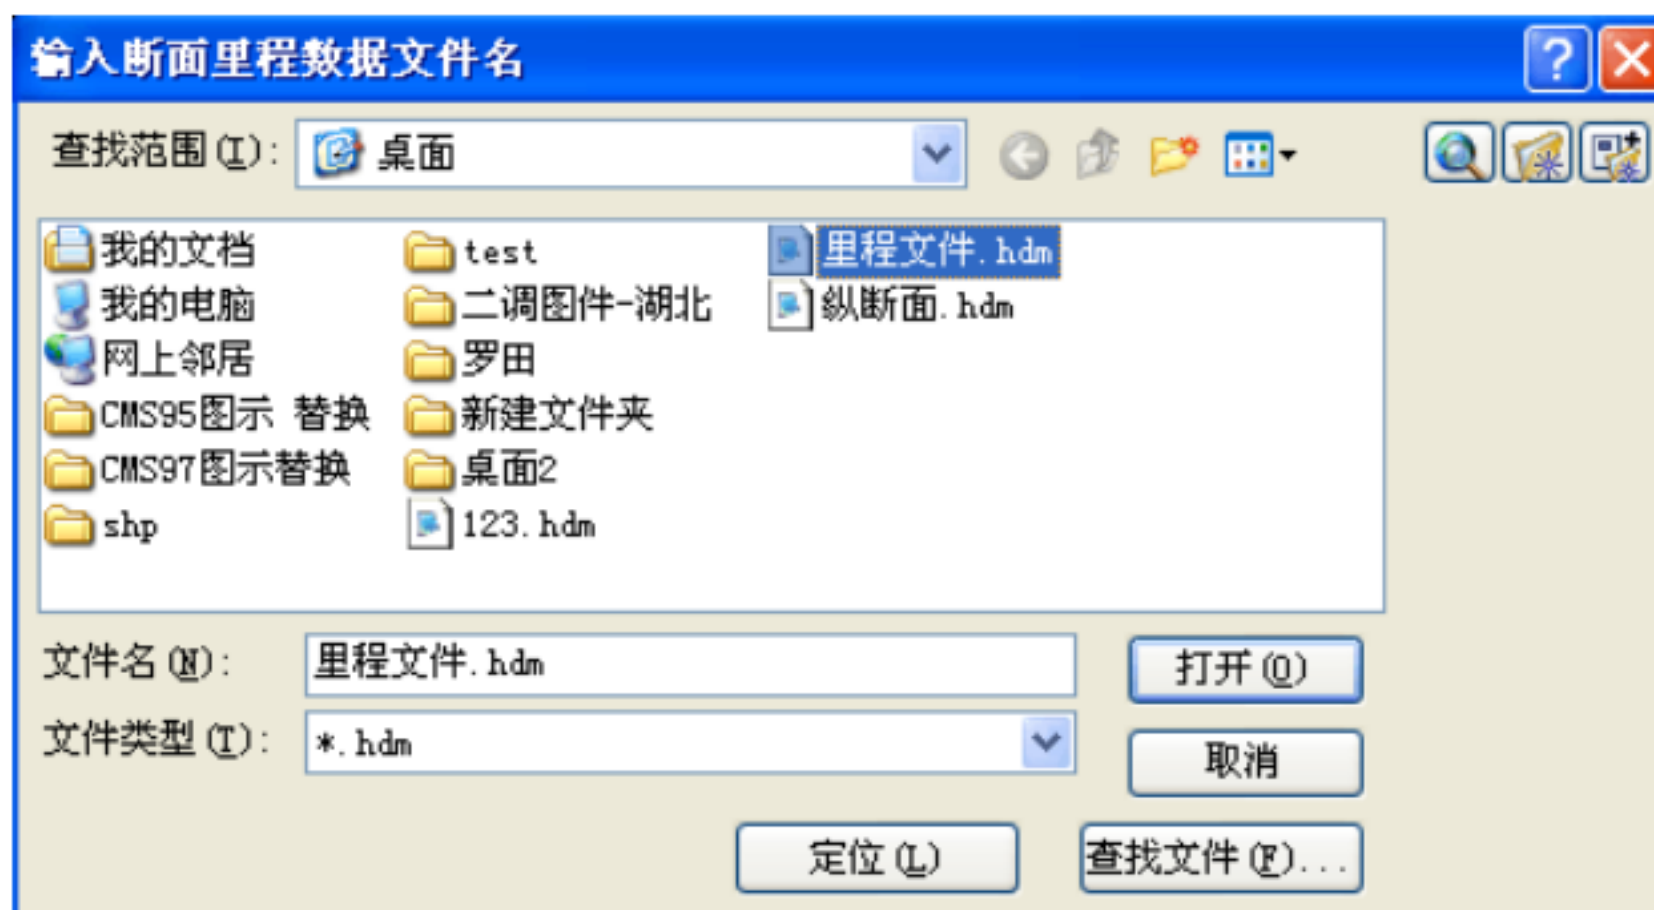 输入断面里程数据文件名
查找范围(I): 桌面
我的文档 test 里程文件.hdm
我的电脑 二调图件-湖北 纵断面.hdm
网上邻居 罗田
CMS95图示 替换 新建文件夹
CMS97图示替换 桌面2
shp 123.hdm
文件名(N): 里程文件.hdm 打开(O)
文件类型(T): *.hdm 取消
定位(L) 查找文件(F)...